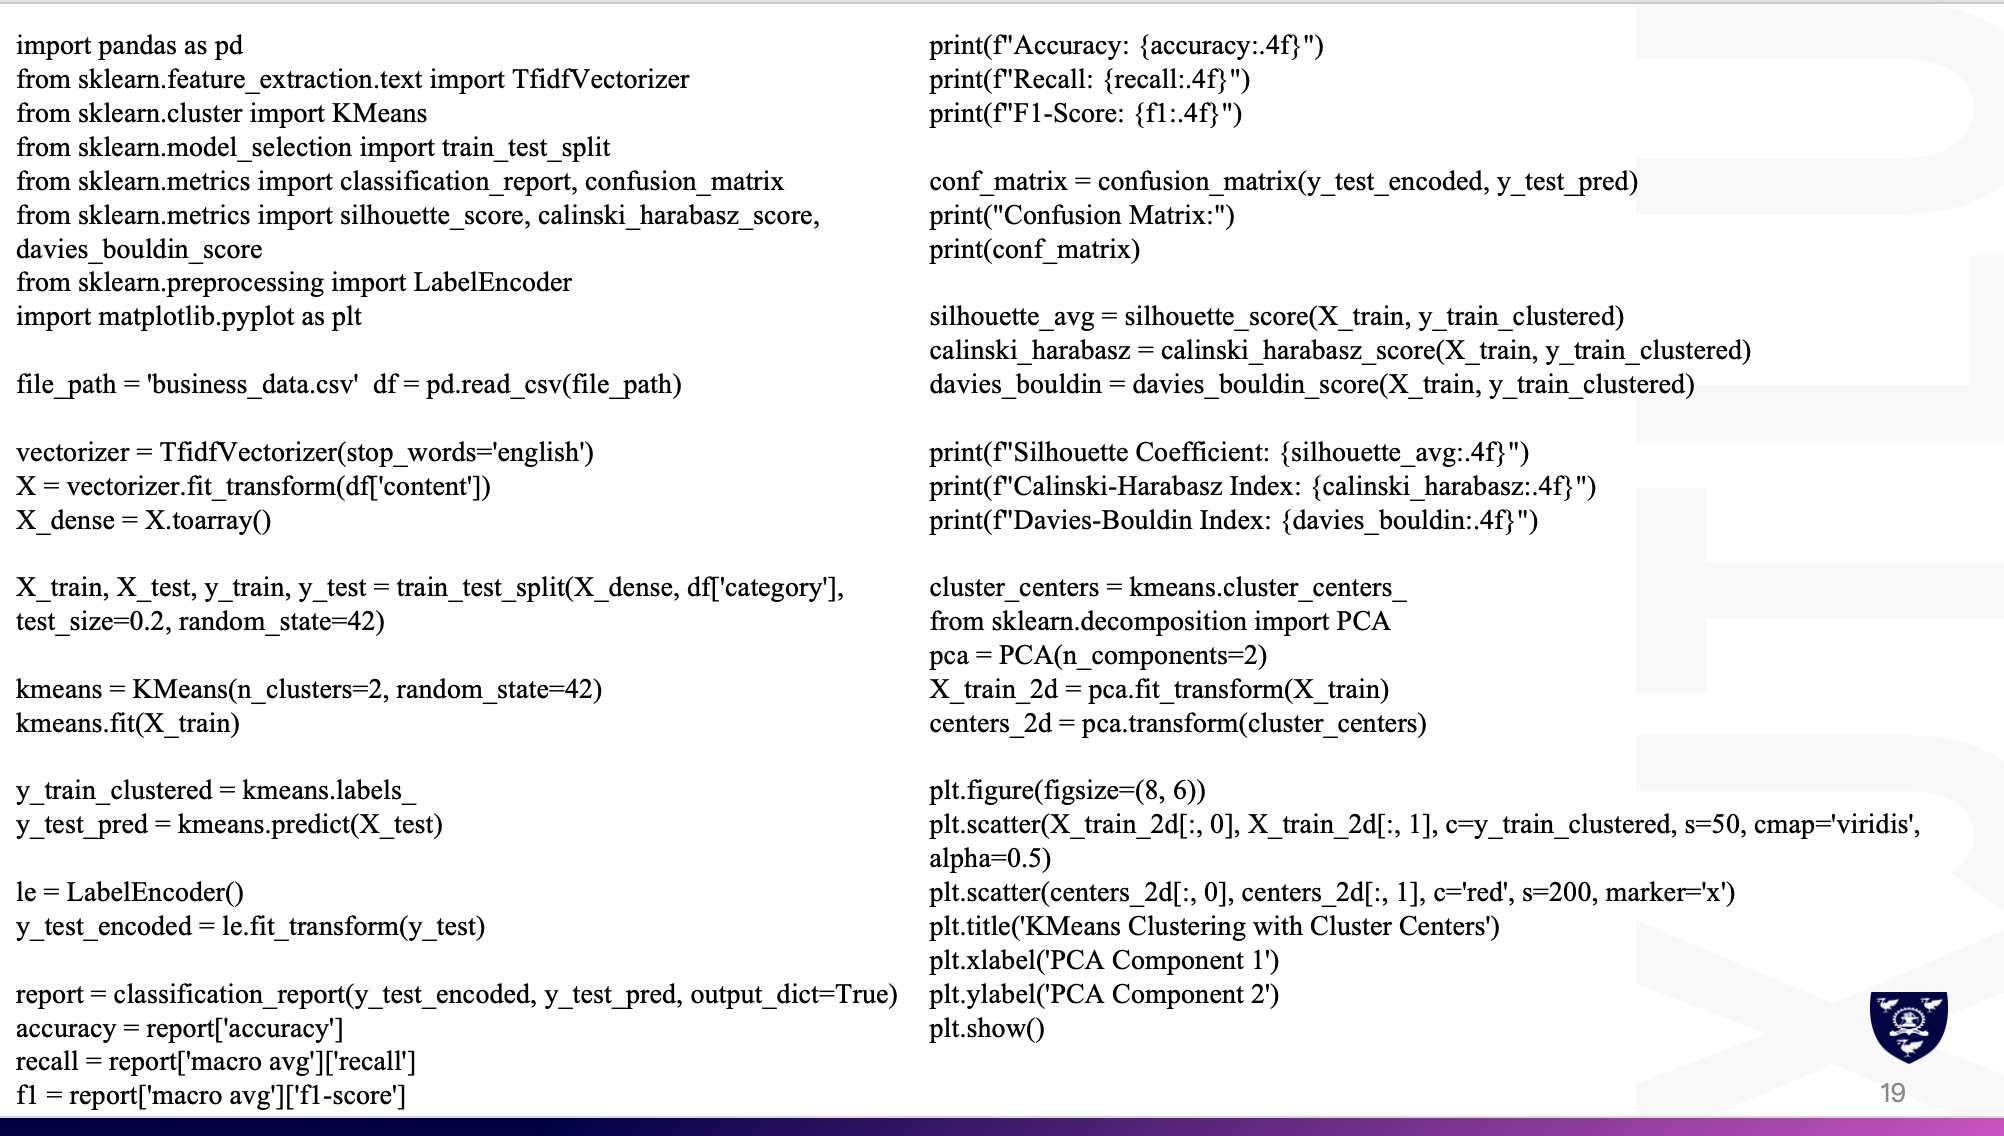 import pandas as pd
from sklearn.feature_extraction.text import TfidfVectorizer
from sklearn.cluster import KMeans
from sklearn.model_selection import train_test_split
from sklearn.metrics import classification_report, confusion_matrix
from sklearn.metrics import silhouette_score, calinski_harabasz_score,
davies_bouldin_score
from sklearn.preprocessing import LabelEncoder
import matplotlib.pyplot as plt

file_path = 'business_data.csv'  df = pd.read_csv(file_path)

vectorizer = TfidfVectorizer(stop_words='english')
X = vectorizer.fit_transform(df['content'])
X_dense = X.toarray()

X_train, X_test, y_train, y_test = train_test_split(X_dense, df['category'],
test_size=0.2, random_state=42)

kmeans = KMeans(n_clusters=2, random_state=42)
kmeans.fit(X_train)

y_train_clustered = kmeans.labels_
y_test_pred = kmeans.predict(X_test)

le = LabelEncoder()
y_test_encoded = le.fit_transform(y_test)

report = classification_report(y_test_encoded, y_test_pred, output_dict=True)
accuracy = report['accuracy']
recall = report['macro avg']['recall']
f1 = report['macro avg']['f1-score']

print(f"Accuracy: {accuracy:.4f}")
print(f"Recall: {recall:.4f}")
print(f"F1-Score: {f1:.4f}")

conf_matrix = confusion_matrix(y_test_encoded, y_test_pred)
print("Confusion Matrix:")
print(conf_matrix)

silhouette_avg = silhouette_score(X_train, y_train_clustered)
calinski_harabasz = calinski_harabasz_score(X_train, y_train_clustered)
davies_bouldin = davies_bouldin_score(X_train, y_train_clustered)

print(f"Silhouette Coefficient: {silhouette_avg:.4f}")
print(f"Calinski-Harabasz Index: {calinski_harabasz:.4f}")
print(f"Davies-Bouldin Index: {davies_bouldin:.4f}")

cluster_centers = kmeans.cluster_centers_
from sklearn.decomposition import PCA
pca = PCA(n_components=2)
X_train_2d = pca.fit_transform(X_train)
centers_2d = pca.transform(cluster_centers)

plt.figure(figsize=(8, 6))
plt.scatter(X_train_2d[:, 0], X_train_2d[:, 1], c=y_train_clustered, s=50, cmap='viridis',
alpha=0.5)
plt.scatter(centers_2d[:, 0], centers_2d[:, 1], c='red', s=200, marker='x')
plt.title('KMeans Clustering with Cluster Centers')
plt.xlabel('PCA Component 1')
plt.ylabel('PCA Component 2')
plt.show()

19